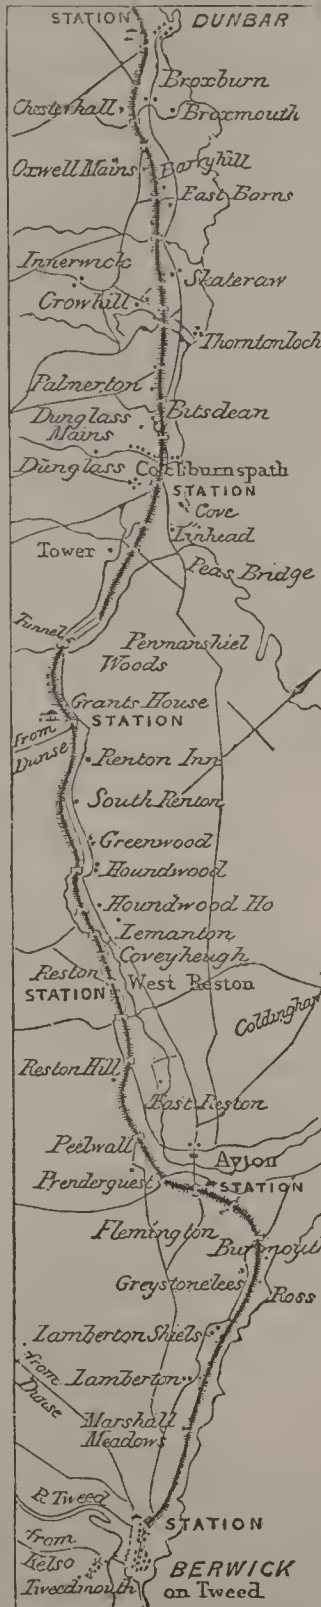 STATION
DUNBAR
Broxburn
Chesterhall
Broxmouth
Oxwell Mains
Barryhill
East Barns
Innerwick
Skateraw
Crowhill
Thorntonloch
Palmerton
Dunglass
Mains
Bilsdean
Dunglass
Cockburnspath
STATION
Cove
Linhead
Tower
Peas Bridge
Tunnel
Penmanshiel
Woods
Grants House
STATION
from
Dunse
Renton Inn
South Renton
Greenwood
Houndwood
Houndwood Ho
Lemanton
Coveyheugh
Reston
STATION
West Reston
Coldingham
Reston Hill
East Reston
Peelwall
Ayton
STATION
Prenderguest
Flemington
Burnmouth
Greystonelees
Ross
Lamberton Shiels
from
Dunse
Lamberton
Marshall
Meadows
R. Tweed
STATION
from
Kelso
Tweedmouth
BERWICK
on Tweed